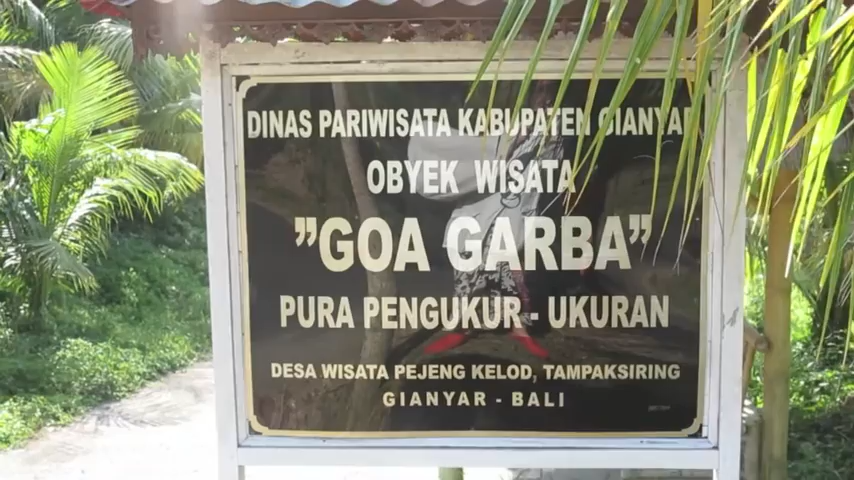 DINAS PARIWISATA KABUPATEN GIANYAR
OBYEK WISATA
"GOA GARBA"
PURA PENGUKUR - UKURAN
DESA WISATA PEJENG KELOD, TAMPAKSIRING
GIANYAR - BALI